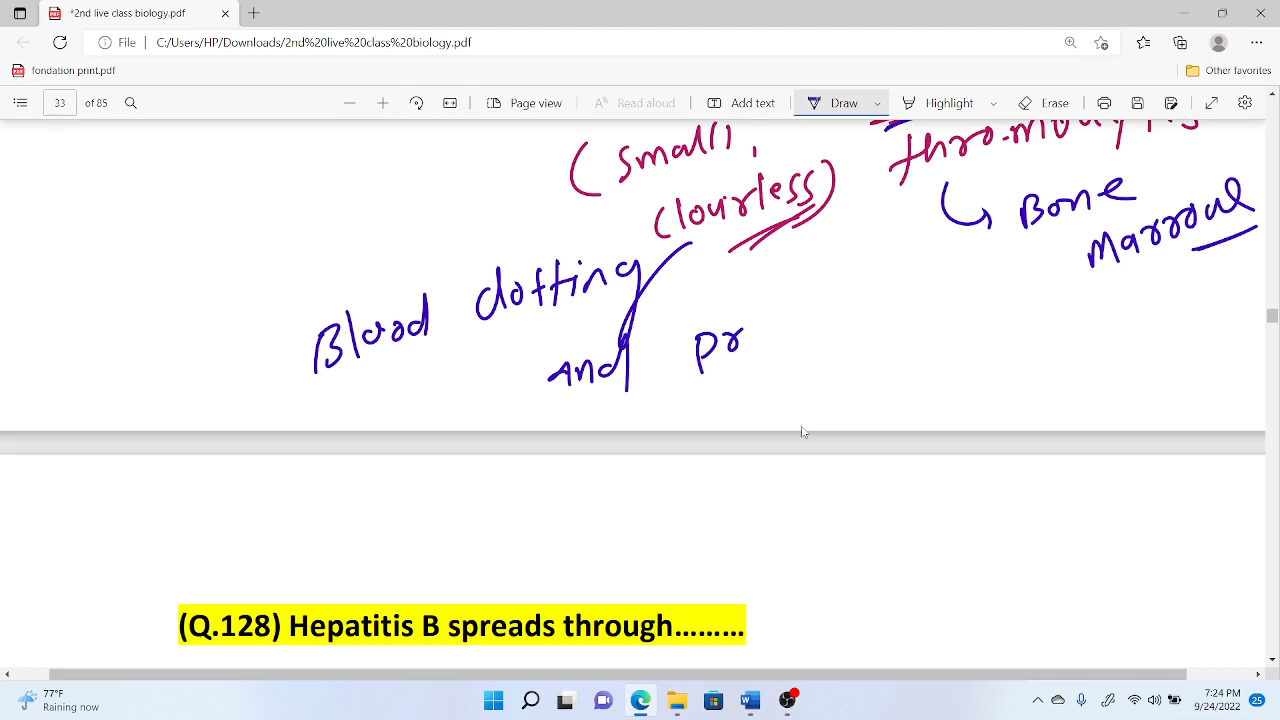 *2nd live class biology.pdf
File C:/Users/HP/Downloads/2nd%20live%20class%20biology.pdf
fondation print.pdf
Other favorites
33 of 85
Page view
Read aloud
Add text
Draw
Highlight
Erase
(small),
Clourless)
Bone
Marrow
Blood clotting
And pr
(Q.128) Hepatitis B spreads through………
77°F
Raining now
7:24 PM
9/24/2022
25